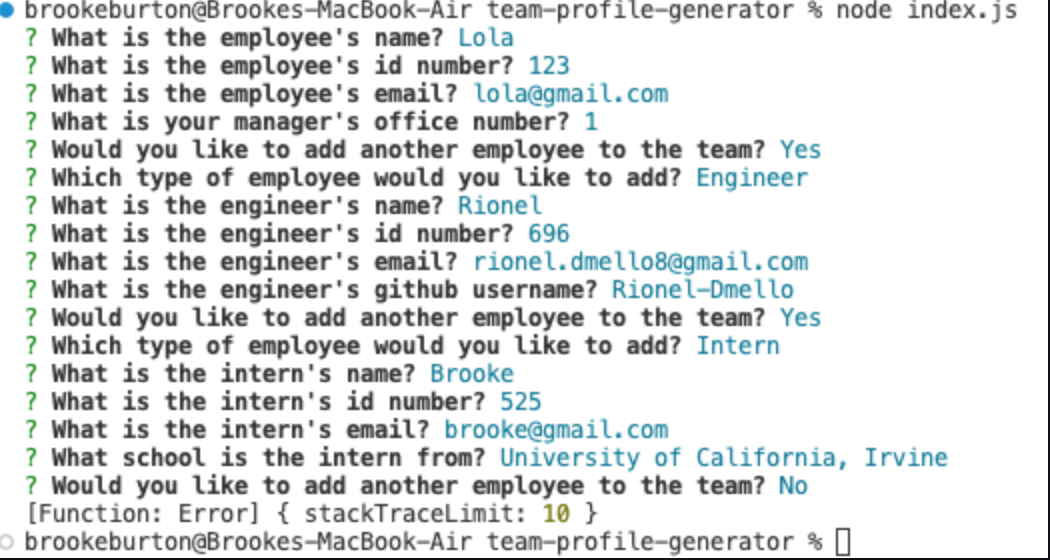 brookeburton@Brookes-MacBook-Air team-profile-generator % node index.js
? What is the employee's name? Lola
? What is the employee's id number? 123
? What is the employee's email? lola@gmail.com
? What is your manager's office number? 1
? Would you like to add another employee to the team? Yes
? Which type of employee would you like to add? Engineer
? What is the engineer's name? Rionel
? What is the engineer's id number? 696
? What is the engineer's email? rionel.dmello8@gmail.com
? What is the engineer's github username? Rionel-Dmello
? Would you like to add another employee to the team? Yes
? Which type of employee would you like to add? Intern
? What is the intern's name? Brooke
? What is the intern's id number? 525
? What is the intern's email? brooke@gmail.com
? What school is the intern from? University of California, Irvine
? Would you like to add another employee to the team? No
[Function: Error] { stackTraceLimit: 10 }
brookeburton@Brookes-MacBook-Air team-profile-generator %